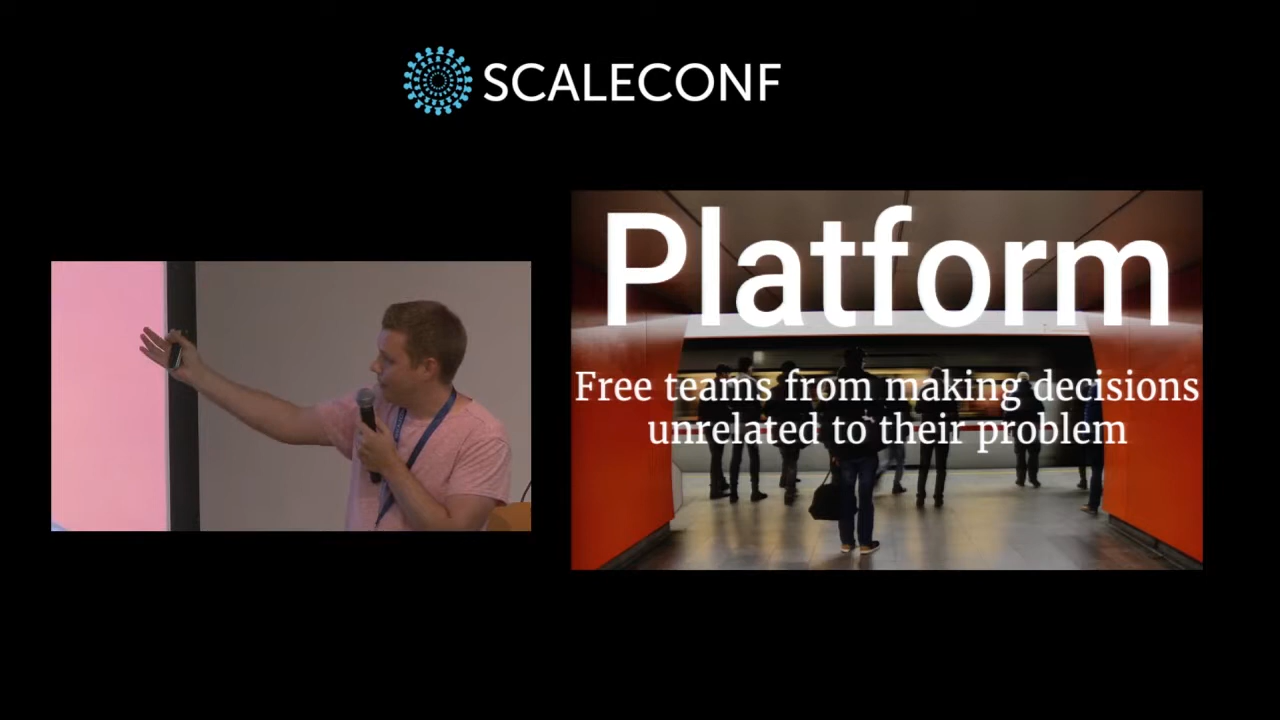 SCALECONF
Platform
Free teams from making decisions
unrelated to their problem